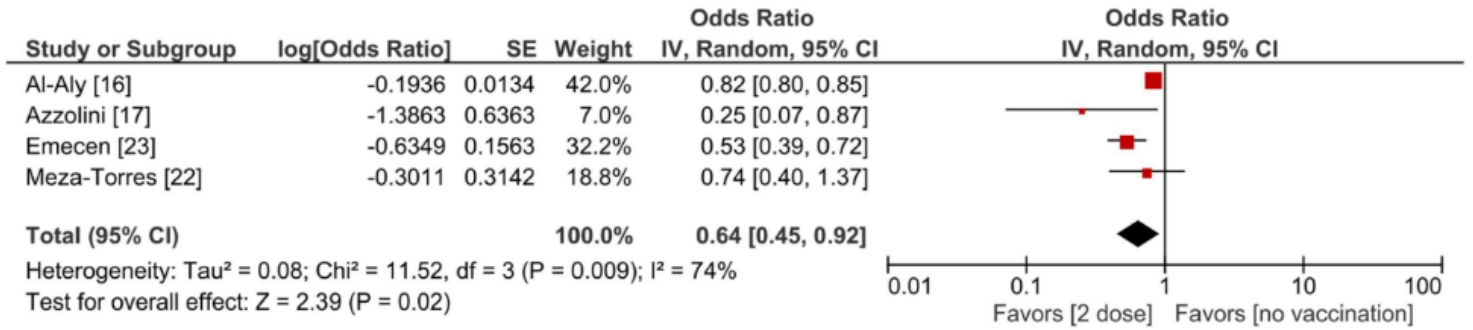 Odds Ratio Odds Ratio
Study or Subgroup log[Odds Ratio] SE Weight IV, Random, 95% CI IV, Random, 95% CI
Al-Aly [16] -0.1936 0.0134 42.0% 0.82 [0.80, 0.85]
Azzolini [17] -1.3863 0.6363 7.0% 0.25 [0.07, 0.87]
Emecen [23] -0.6349 0.1563 32.2% 0.53 [0.39, 0.72]
Meza-Torres [22] -0.3011 0.3142 18.8% 0.74 [0.40, 1.37]
Total (95% CI) 100.0% 0.64 [0.45, 0.92]
Heterogeneity: Tau² = 0.08; Chi² = 11.52, df = 3 (P = 0.009); I² = 74%
Test for overall effect: Z = 2.39 (P = 0.02)
0.01 0.1 1 10 100
Favors [2 dose] Favors [no vaccination]